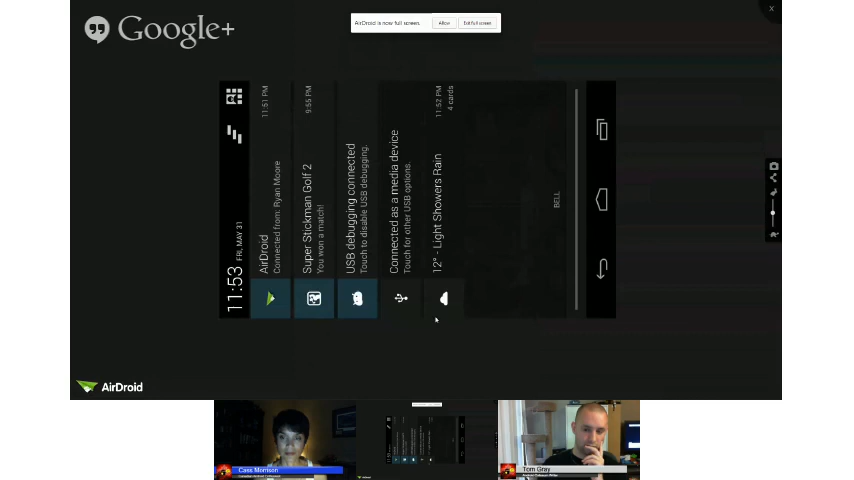 Google+
AirDroid is now full screen.
Allow
Exit full screen
X
11:53 FRI, MAY 31
AirDroid 11:51 PM
Connected from: Ryan Moore
Super Stickman Golf 2 9:55 PM
You won a match!
USB debugging connected
Touch to disable USB debugging.
Connected as a media device
Touch for other USB options.
12° - Light Showers Rain 11:52 PM
4 cards
BELL
AirDroid
Cass Morrison
Tom Gray